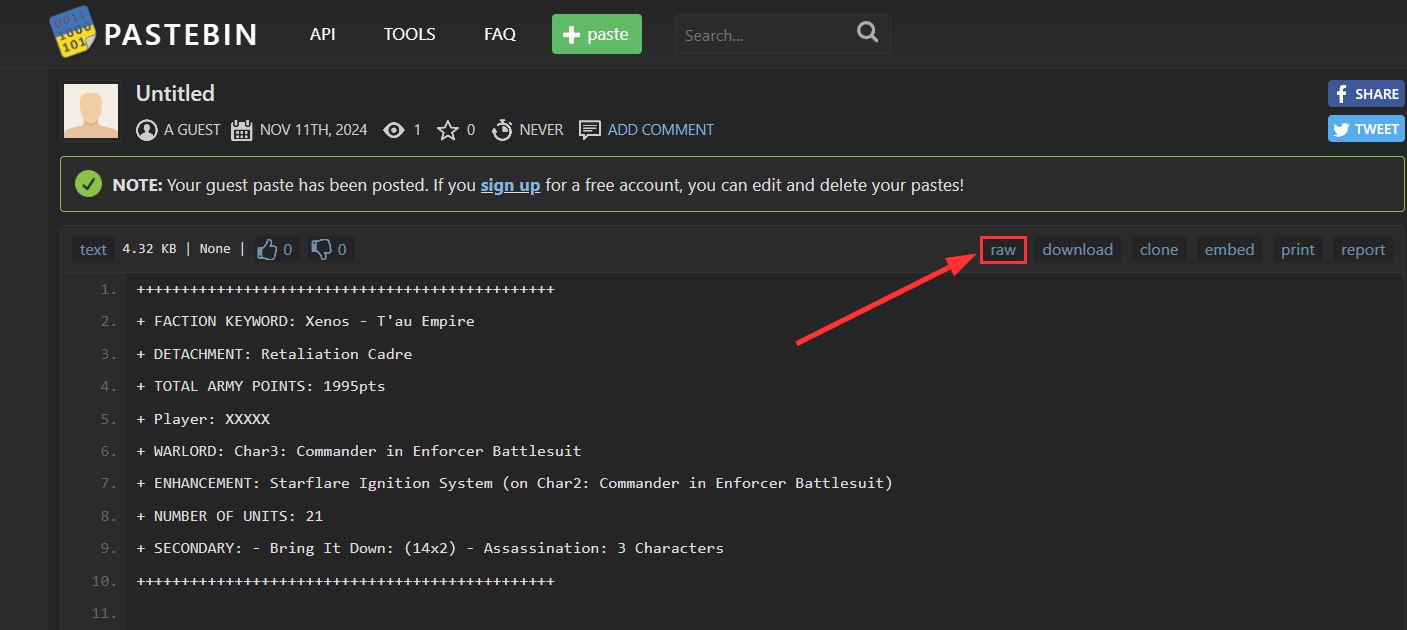 0011
1000
101
PASTEBIN API TOOLS FAQ + paste Search...
Untitled
A GUEST NOV 11TH, 2024 1 0 NEVER ADD COMMENT
SHARE
TWEET
NOTE: Your guest paste has been posted. If you sign up for a free account, you can edit and delete your pastes!
text 4.32 KB | None | 0 0 raw download clone embed print report
1. +++++++++++++++++++++++++++++++++++++++++++++++
2. + FACTION KEYWORD: Xenos - T'au Empire
3. + DETACHMENT: Retaliation Cadre
4. + TOTAL ARMY POINTS: 1995pts
5. + Player: XXXXX
6. + WARLORD: Char3: Commander in Enforcer Battlesuit
7. + ENHANCEMENT: Starflare Ignition System (on Char2: Commander in Enforcer Battlesuit)
8. + NUMBER OF UNITS: 21
9. + SECONDARY: - Bring It Down: (14x2) - Assassination: 3 Characters
10. +++++++++++++++++++++++++++++++++++++++++++++++
11.